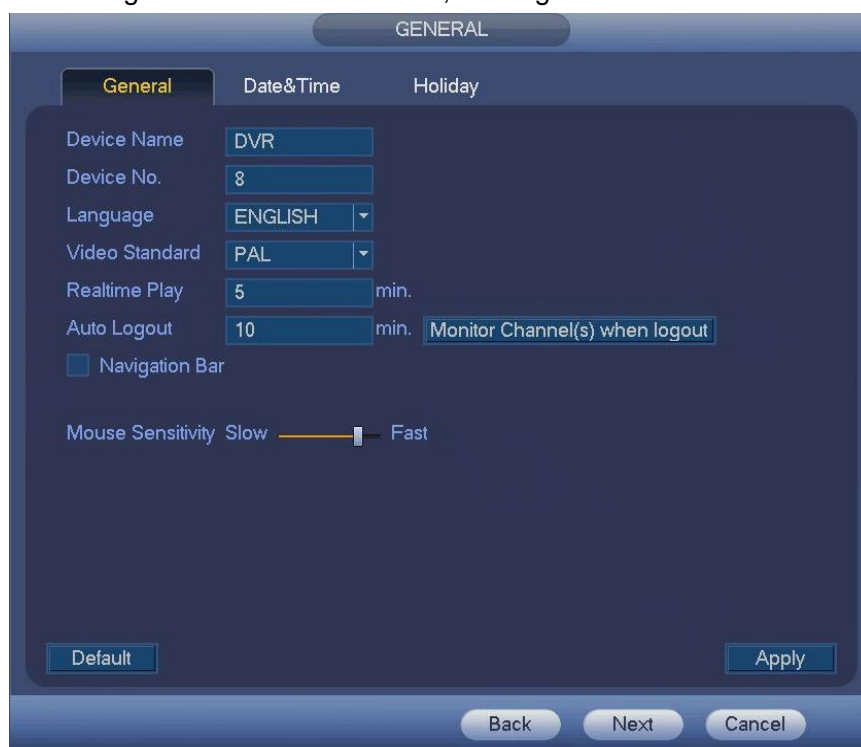 GENERAL
General Date&Time Holiday
Device Name DVR
Device No. 8
Language ENGLISH
Video Standard PAL
Realtime Play 5 min.
Auto Logout 10 min. Monitor Channel(s) when logout
Navigation Bar
Mouse Sensitivity Slow Fast
Default Apply
Back Next Cancel